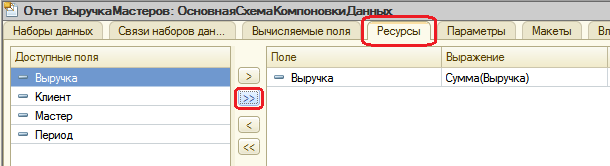 Отчет ВыручкаМастеров: ОсновнаяСхемаКомпоновкиДанных
Наборы данных Связи наборов дан... Вычисляемые поля Ресурсы Параметры Макеты Вл
Доступные поля Поле Выражение
Выручка > Выручка Сумма(Выручка)
Клиент >>
Мастер <
Период <<